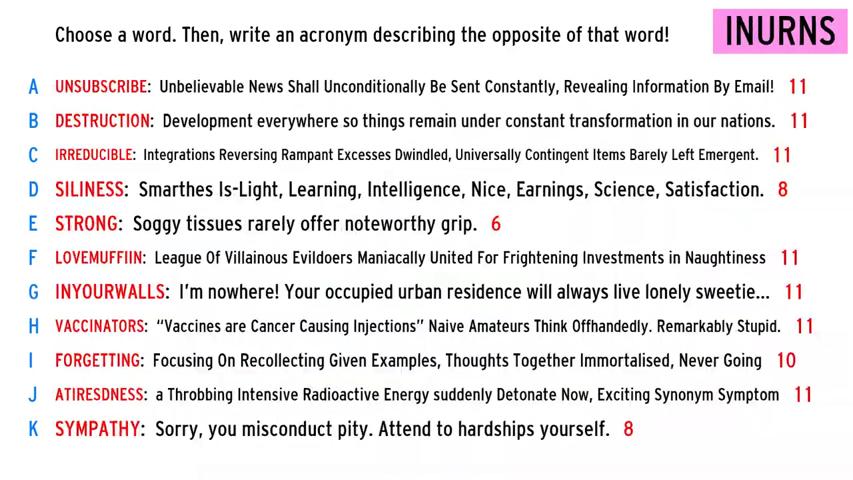 Choose a word. Then, write an acronym describing the opposite of that word!
INURNS
A UNSUBSCRIBE: Unbelievable News Shall Unconditionally Be Sent Constantly, Revealing Information By Email! 11
B DESTRUCTION: Development everywhere so things remain under constant transformation in our nations. 11
C IRREDUCIBLE: Integrations Reversing Rampant Excesses Dwindled, Universally Contingent Items Barely Left Emergent. 11
D SILINESS: Smarthes Is-Light, Learning, Intelligence, Nice, Earnings, Science, Satisfaction. 8
E STRONG: Soggy tissues rarely offer noteworthy grip. 6
F LOVEMUFFIIN: League Of Villainous Evildoers Maniacally United For Frightening Investments in Naughtiness 11
G INYOURWALLS: I'm nowhere! Your occupied urban residence will always live lonely sweetie... 11
H VACCINATORS: “Vaccines are Cancer Causing Injections” Naive Amateurs Think Offhandedly. Remarkably Stupid. 11
I FORGETTING: Focusing On Recollecting Given Examples, Thoughts Together Immortalised, Never Going 10
J ATIRESDNESS: a Throbbing Intensive Radioactive Energy suddenly Detonate Now, Exciting Synonym Symptom 11
K SYMPATHY: Sorry, you misconduct pity. Attend to hardships yourself. 8